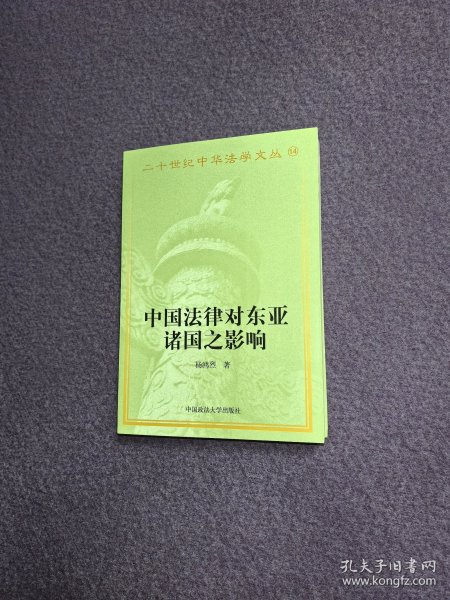 二十世纪中华法学文丛 ⑭
中国法律对东亚
诸国之影响
杨鸿烈 著
中国政法大学出版社
孔夫子旧书网
www.kongfz.com